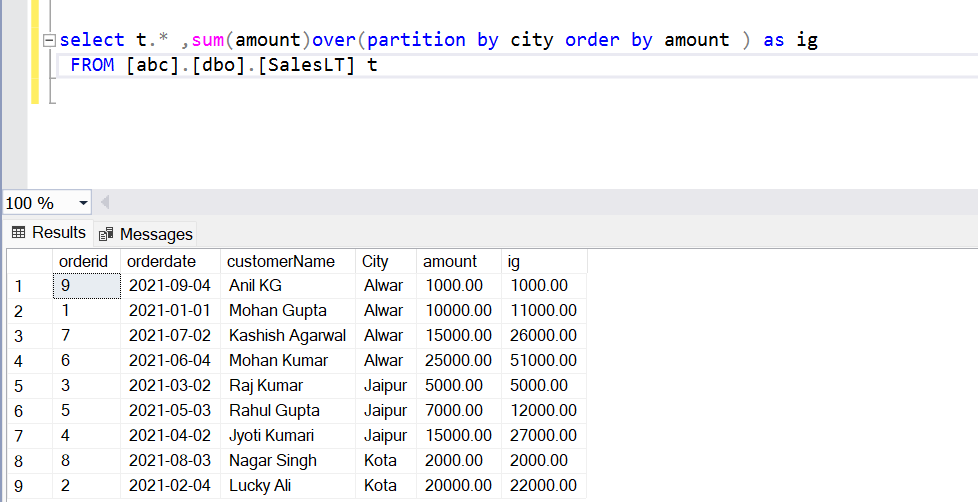 select t.* ,sum(amount)over(partition by city order by amount ) as ig
FROM [abc].[dbo].[SalesLT] t
100 %
Results Messages
orderid orderdate customerName City amount ig
1 9 2021-09-04 Anil KG Alwar 1000.00 1000.00
2 1 2021-01-01 Mohan Gupta Alwar 10000.00 11000.00
3 7 2021-07-02 Kashish Agarwal Alwar 15000.00 26000.00
4 6 2021-06-04 Mohan Kumar Alwar 25000.00 51000.00
5 3 2021-03-02 Raj Kumar Jaipur 5000.00 5000.00
6 5 2021-05-03 Rahul Gupta Jaipur 7000.00 12000.00
7 4 2021-04-02 Jyoti Kumari Jaipur 15000.00 27000.00
8 8 2021-08-03 Nagar Singh Kota 2000.00 2000.00
9 2 2021-02-04 Lucky Ali Kota 20000.00 22000.00